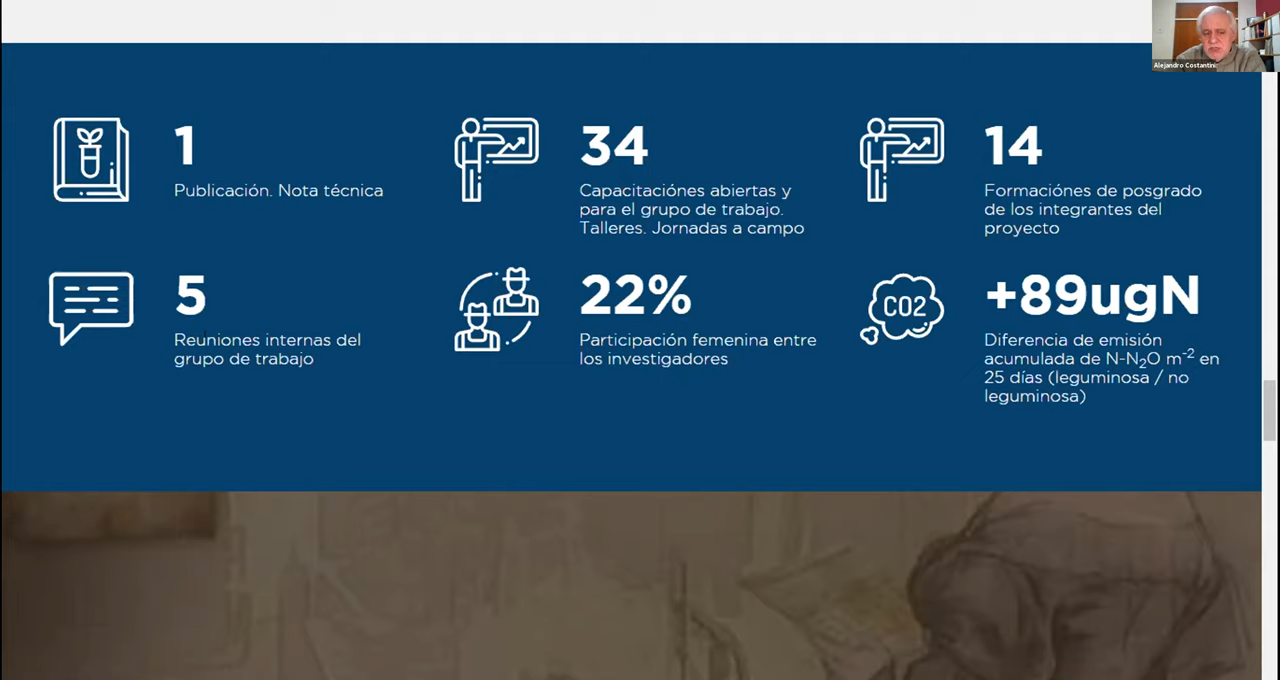 Alejandro Costantini
1
Publicación. Nota técnica
34
Capacitaciónes abiertas y
para el grupo de trabajo.
Talleres. Jornadas a campo
14
Formaciónes de posgrado
de los integrantes del
proyecto
5
Reuniones internas del
grupo de trabajo
22%
Participación femenina entre
los investigadores
CO2
+89ugN
Diferencia de emisión
acumulada de N-N₂O m⁻² en
25 días (leguminosa / no
leguminosa)